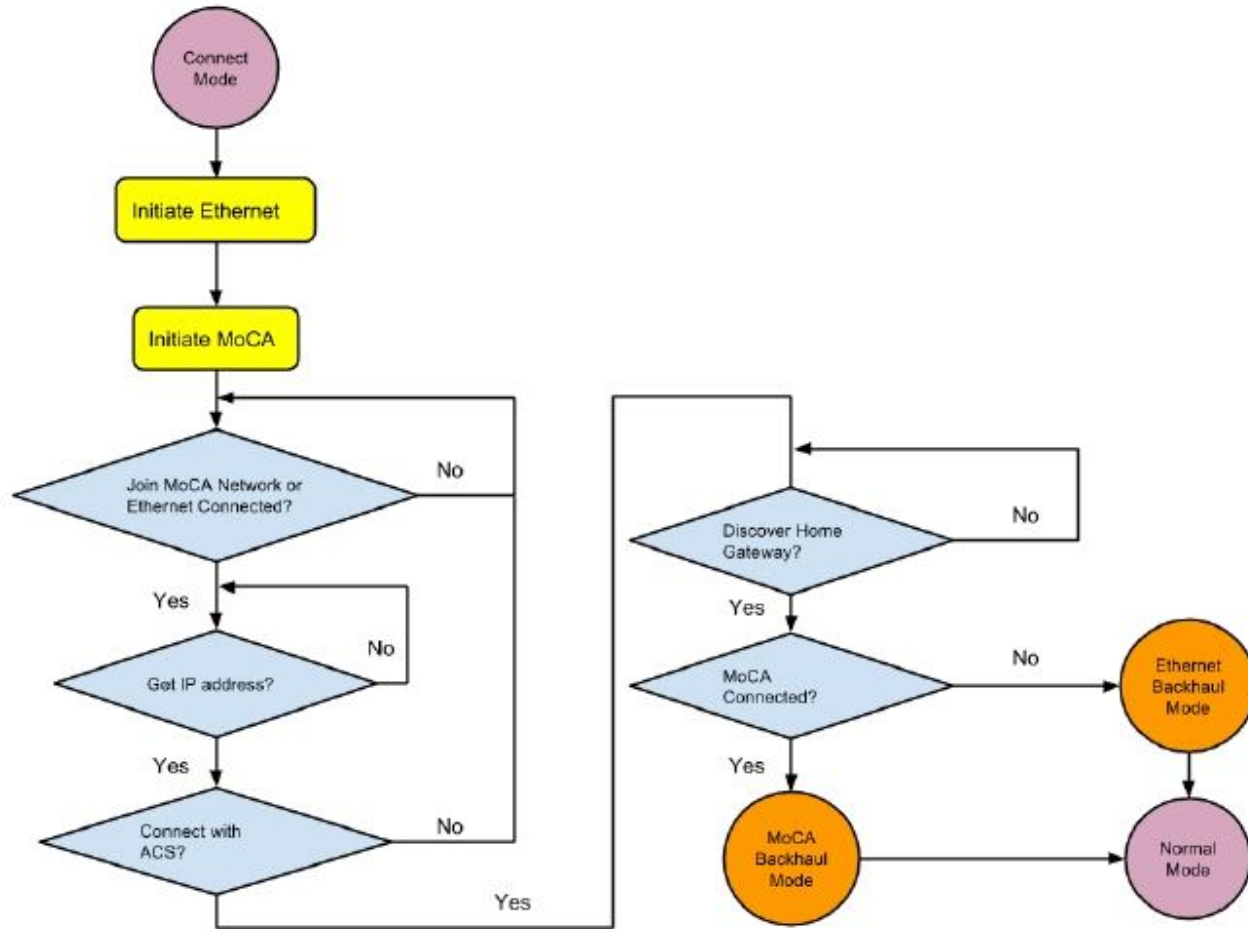 Connect
Mode
Initiate Ethernet
Initiate MoCA
Join MoCA Network or
Ethernet Connected?
No
Yes
Get IP address?
No
Yes
Connect with
ACS?
No
Yes
Discover Home
Gateway?
No
Yes
MoCA
Connected?
No
Yes
Ethernet
Backhaul
Mode
MoCA
Backhaul
Mode
Normal
Mode